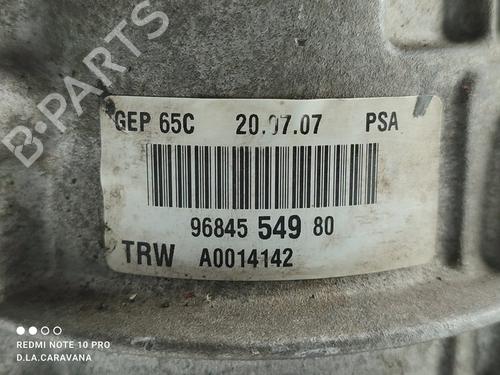 B-PARTS
GEP 65C 20.07.07 PSA
96845 549 80
TRW A0014142
REDMI NOTE 10 PRO
D.LA.CARAVANA